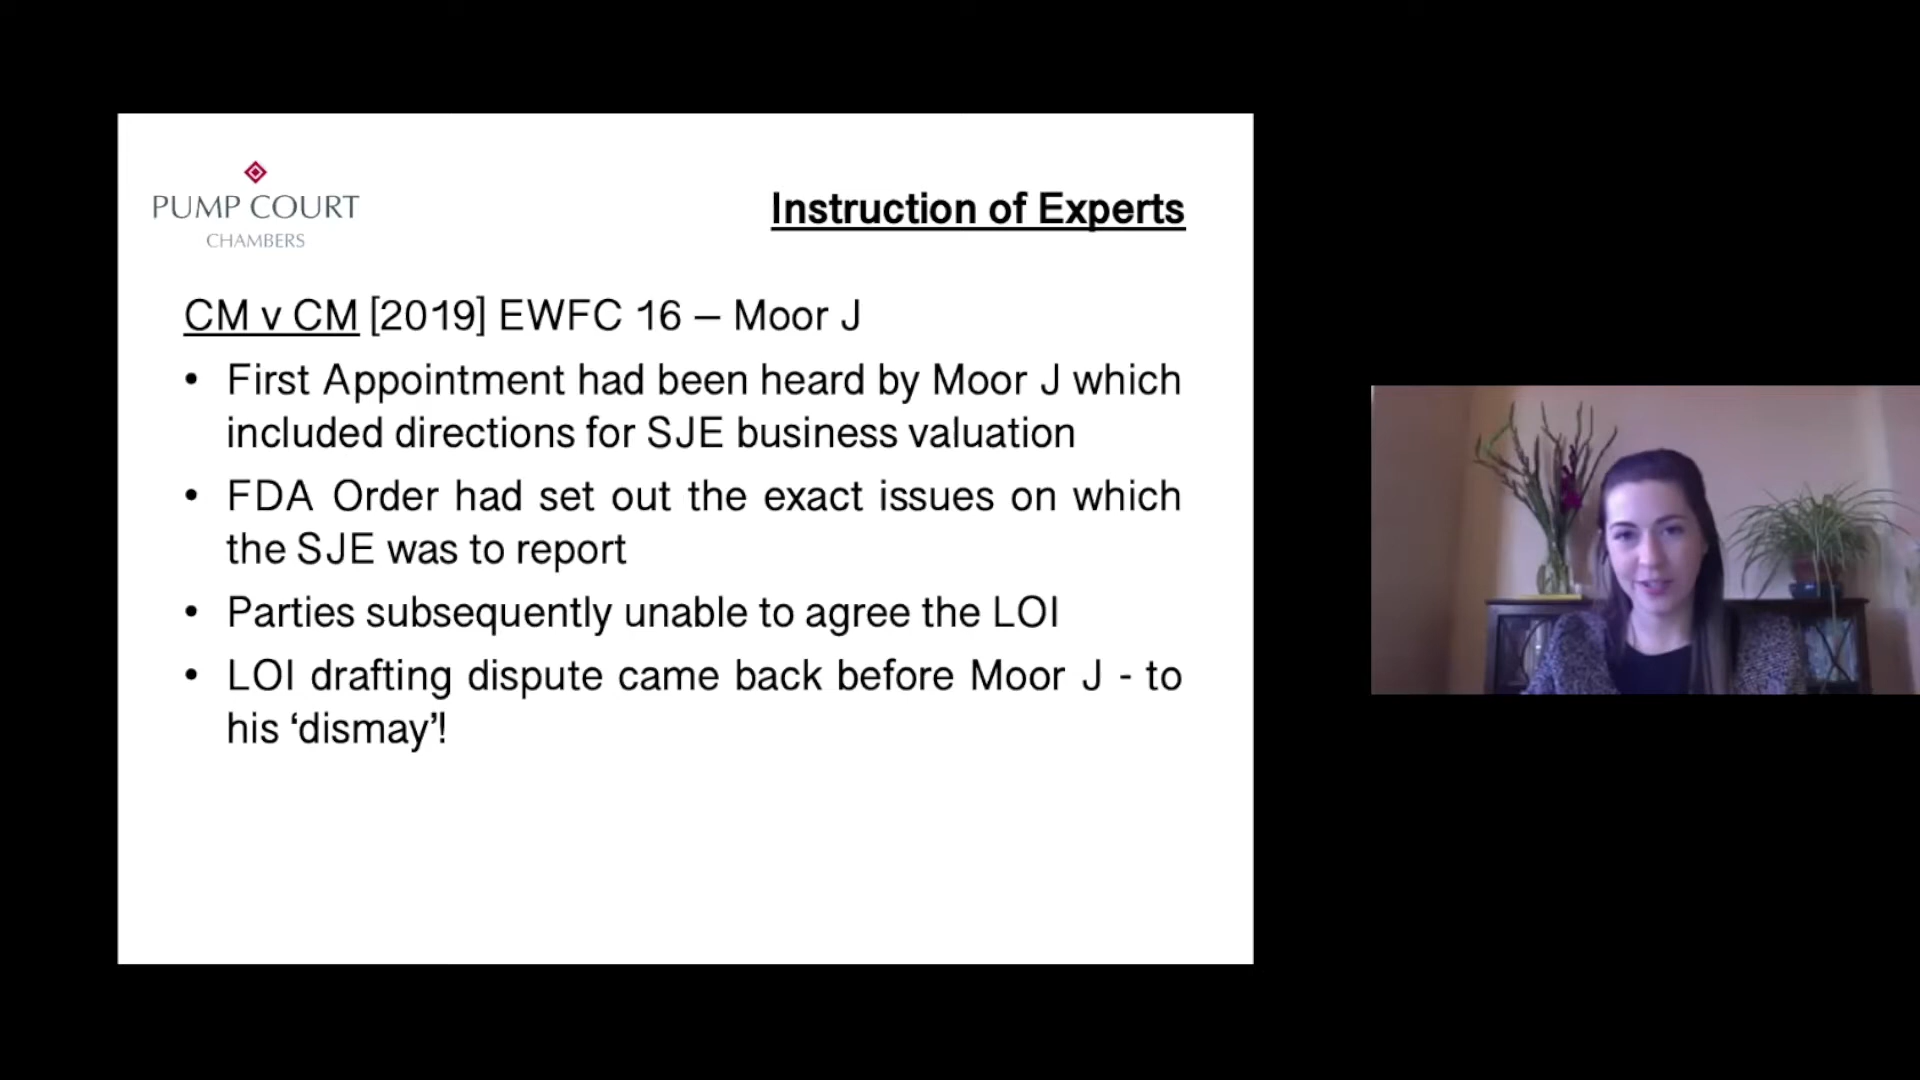 PUMP COURT
CHAMBERS
Instruction of Experts
CM v CM [2019] EWFC 16 – Moor J
• First Appointment had been heard by Moor J which
included directions for SJE business valuation
• FDA Order had set out the exact issues on which
the SJE was to report
• Parties subsequently unable to agree the LOI
• LOI drafting dispute came back before Moor J - to
his ‘dismay’!